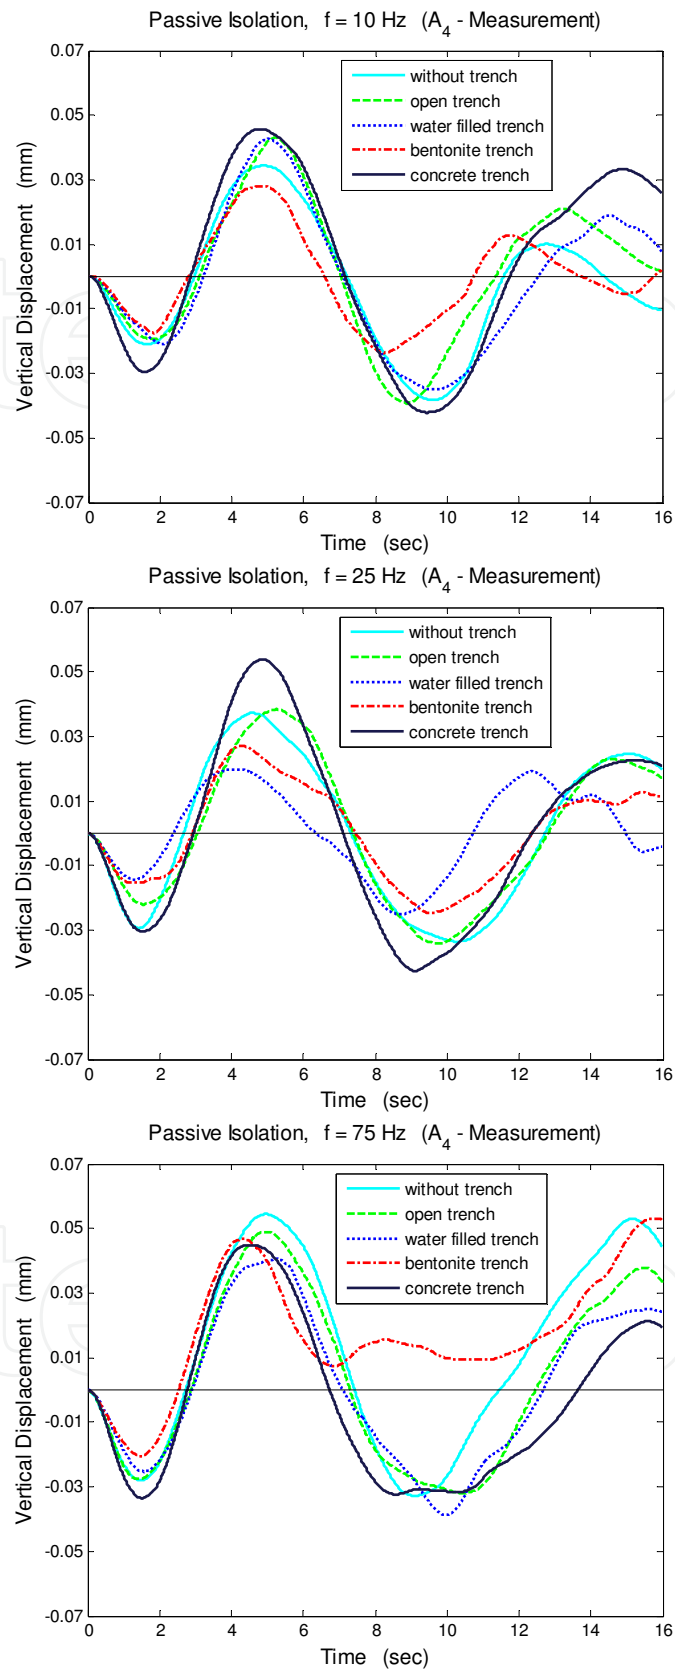 Passive Isolation, f = 10 Hz (A4 - Measurement)
0.07
0.05
0.03
0.01
-0.01
-0.03
-0.05
-0.07
Vertical Displacement (mm)
without trench
open trench
water filled trench
bentonite trench
concrete trench
0 2 4 6 8 10 12 14 16
Time (sec)
Passive Isolation, f = 25 Hz (A4 - Measurement)
0.07
0.05
0.03
0.01
-0.01
-0.03
-0.05
-0.07
Vertical Displacement (mm)
without trench
open trench
water filled trench
bentonite trench
concrete trench
0 2 4 6 8 10 12 14 16
Time (sec)
Passive Isolation, f = 75 Hz (A4 - Measurement)
0.07
0.05
0.03
0.01
-0.01
-0.03
-0.05
-0.07
Vertical Displacement (mm)
without trench
open trench
water filled trench
bentonite trench
concrete trench
0 2 4 6 8 10 12 14 16
Time (sec)